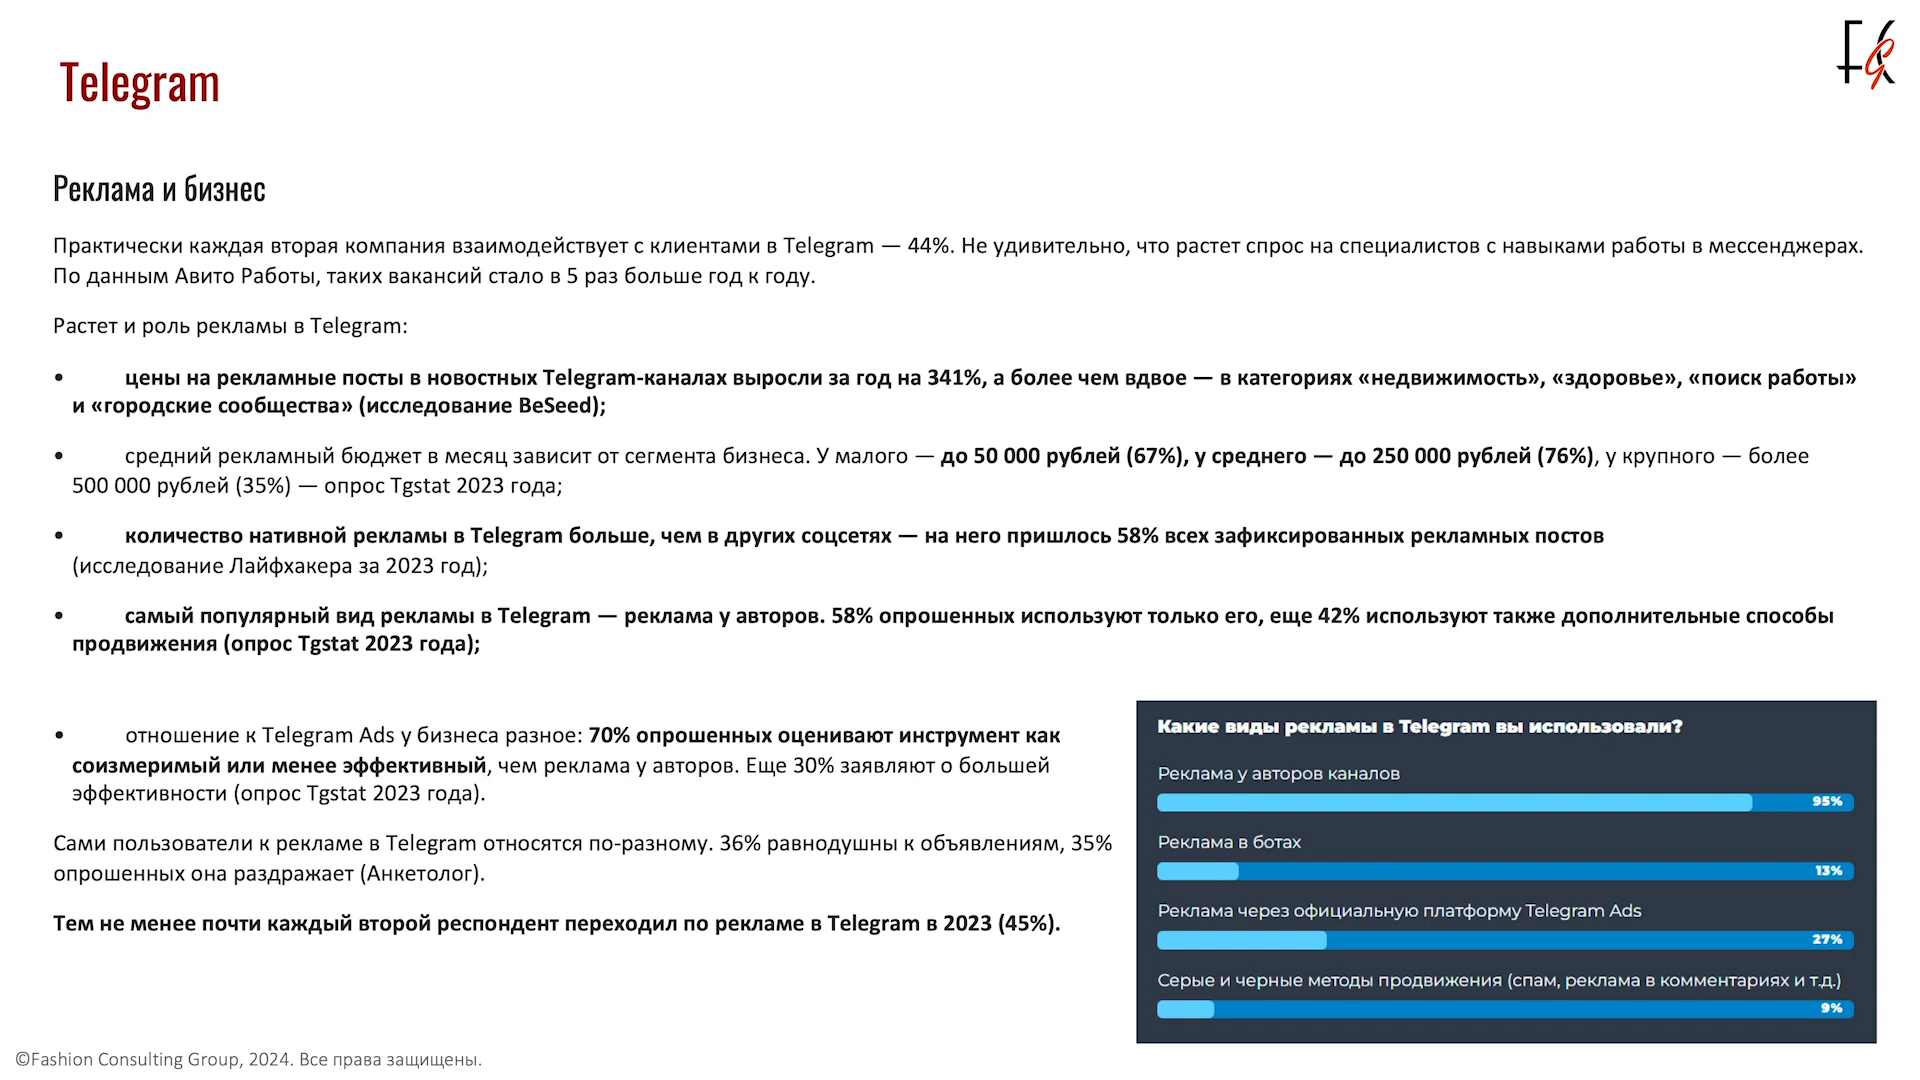 Telegram
FG
Реклама и бизнес
Практически каждая вторая компания взаимодействует с клиентами в Telegram — 44%. Не удивительно, что растет спрос на специалистов с навыками работы в мессенджерах.
По данным Авито Работы, таких вакансий стало в 5 раз больше год к году.
Растет и роль рекламы в Telegram:
• цены на рекламные посты в новостных Telegram-каналах выросли за год на 341%, а более чем вдвое — в категориях «недвижимость», «здоровье», «поиск работы»
и «городские сообщества» (исследование BeSeed);
• средний рекламный бюджет в месяц зависит от сегмента бизнеса. У малого — до 50 000 рублей (67%), у среднего — до 250 000 рублей (76%), у крупного — более
500 000 рублей (35%) — опрос Tgstat 2023 года;
• количество нативной рекламы в Telegram больше, чем в других соцсетях — на него пришлось 58% всех зафиксированных рекламных постов
(исследование Лайфхакера за 2023 год);
• самый популярный вид рекламы в Telegram — реклама у авторов. 58% опрошенных используют только его, еще 42% используют также дополнительные способы
продвижения (опрос Tgstat 2023 года);
• отношение к Telegram Ads у бизнеса разное: 70% опрошенных оценивают инструмент как
соизмеримый или менее эффективный, чем реклама у авторов. Еще 30% заявляют о большей
эффективности (опрос Tgstat 2023 года).
Сами пользователи к рекламе в Telegram относятся по-разному. 36% равнодушны к объявлениям, 35%
опрошенных она раздражает (Анкетолог).
Тем не менее почти каждый второй респондент переходил по рекламе в Telegram в 2023 (45%).
Какие виды рекламы в Telegram вы использовали?
Реклама у авторов каналов
95%
Реклама в ботах
13%
Реклама через официальную платформу Telegram Ads
27%
Серые и черные методы продвижения (спам, реклама в комментариях и т.д.)
9%
©Fashion Consulting Group, 2024. Все права защищены.